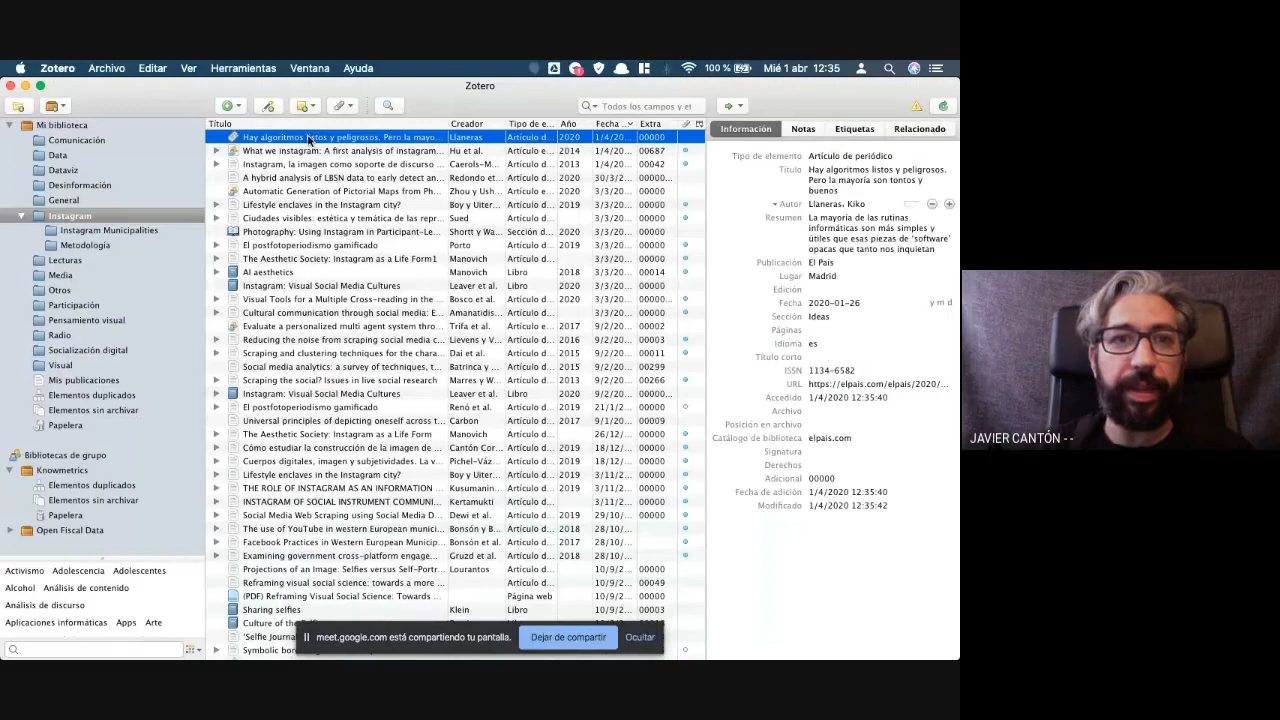 Zotero Archivo Editar Ver Herramientas Ventana Ayuda 1 100 % Mié 1 abr 12:35
Zotero
Todos los campos y et
Mi biblioteca
Comunicación
Data
Dataviz
Desinformación
General
Instagram
Instagram Municipalities
Metodología
Lecturas
Media
Otros
Participación
Pensamiento visual
Radio
Socialización digital
Visual
Mis publicaciones
Elementos duplicados
Elementos sin archivar
Papelera
Bibliotecas de grupo
Knowmetrics
Elementos duplicados
Elementos sin archivar
Papelera
Open Fiscal Data
Activismo Adolescencia Adolescentes
Alcohol Análisis de contenido
Análisis de discurso
Aplicaciones informáticas Apps Arte
Título Creador Tipo de e... Año Fecha ... Extra
Hay algoritmos listos y peligrosos. Pero la mayo... Llaneras Artículo d... 2020 1/4/20... 00000
What we instagram: A first analysis of instagram... Hu et al. Artículo e... 2014 1/4/20... 00687
Instagram, la imagen como soporte de discurso ... Caerols-M... Artículo d... 2013 1/4/20... 00042
A hybrid analysis of LBSN data to early detect an... Artículo d... 2020 30/3/2... 00000...
Automatic Generation of Pictorial Maps from Ph... Zhou y Ush... Artículo e... 2020 3/3/20... 00000
Lifestyle enclaves in the Instagram city? Boy y Uiter... Artículo d... 2019 3/3/20... 00000
Ciudades visibles: estética y temática de las repr... Sued Artículo d... 3/3/20... 00000
Photography: Using Instagram in Participant-Le... Shortt y Wa... Sección d... 2020 3/3/20... 00000
El postfotoperiodismo gamificado Porto Artículo d... 2019 3/3/20... 00000
The Aesthetic Society: Instagram as a Life Form1 Manovich Artículo d... 3/3/20... 00000
AI aesthetics Manovich Libro 2018 3/3/20... 00014
Instagram: Visual Social Media Cultures Leaver et al. Libro 2020 3/3/20... 00000
Visual Tools for a Multiple Cross-reading in the ... Bosco et al. Artículo d... 2020 3/3/20... 00000...
Cultural communication through social media: E... Amanatidis... Artículo d... 3/3/20... 00000
Evaluate a personalized multi agent system thro... Trifa et al. Artículo e... 2017 9/2/20... 00002
Reducing the noise from scraping social media c... Lievens y V... Artículo d... 2016 9/2/20... 00003
Scraping and clustering techniques for the chara... Dai et al. Artículo d... 2015 9/2/20... 00011
Social media analytics: a survey of techniques, t... Batrinca y ... Artículo d... 2015 9/2/20... 00299
Scraping the social? Issues in live social research Marres y W... Artículo d... 2013 9/2/20... 00266
Instagram: Visual Social Media Cultures Leaver et al. Libro 2020 9/2/20... 00000...
El postfotoperiodismo gamificado Renó et al. Artículo d... 2019 21/1/2... 00000
Universal principles of depicting oneself across t... Carbon Artículo d... 2017 9/1/20... 00000
The Aesthetic Society: Instagram as a Life Form Manovich Artículo d... 26/12/... 00000
Cómo estudiar la construcción de la imagen de ... Cantón Cor... Artículo d... 2019 18/12/... 00000
Cuerpos digitales, imagen y subjetividades. La v... Pichel-Váz... Artículo d... 2019 18/12/... 00000
Lifestyle enclaves in the Instagram city? Boy y Uiter... Artículo d... 2019 3/11/2... 00000
THE ROLE OF INSTAGRAM AS AN INFORMATION ... Kusumanin... Artículo d... 2019 3/11/2... 00000
INSTAGRAM OF SOCIAL INSTRUMENT COMMUNI... Kertamukti Artículo d... 3/11/2... 00000
Social Media Web Scraping using Social Media D... Dewi et al. Artículo d... 2019 29/10/... 00000
The use of YouTube in western European munici... Bonsón y B... Artículo d... 2018 28/10/...
Facebook Practices in Western European Municip... Bonsón et al. Artículo d... 2017 28/10/...
Examining government cross-platform engage... Gruzd et al. Artículo d... 2018 28/10/...
Projections of an Image: Selfies versus Self-Portr... Lourantos Artículo d... 10/9/2... 00000
Reframing visual social science: towards a more ... Artículo d... 10/9/2... 00049
(PDF) Reframing Visual Social Science: Towards ... Página web 10/9/2... 00000
Sharing selfies Klein Libro 10/9/2... 00003
Culture of the
'Selfie Journa
Symbolic bor
Información Notas Etiquetas Relacionado
Tipo de elemento Artículo de periódico
Título Hay algoritmos listos y peligrosos.
Pero la mayoría son tontos y
buenos
Autor Llaneras, Kiko
Resumen La mayoría de las rutinas
informáticas son más simples y
útiles que esas piezas de 'software'
opacas que tanto nos inquietan
Publicación El País
Lugar Madrid
Edición
Fecha 2020-01-26 y m d
Sección Ideas
Páginas
Idioma es
Título corto
ISSN 1134-6582
URL https://elpais.com/elpais/2020/...
Accedido 1/4/2020 12:35:40
Archivo
Posición en archivo
Catálogo de biblioteca elpais.com
Signatura
Derechos
Adicional 00000
Fecha de adición 1/4/2020 12:35:40
Modificado 1/4/2020 12:35:42
meet.google.com está compartiendo tu pantalla. Dejar de compartir Ocultar
JAVIER CANTÓN - -